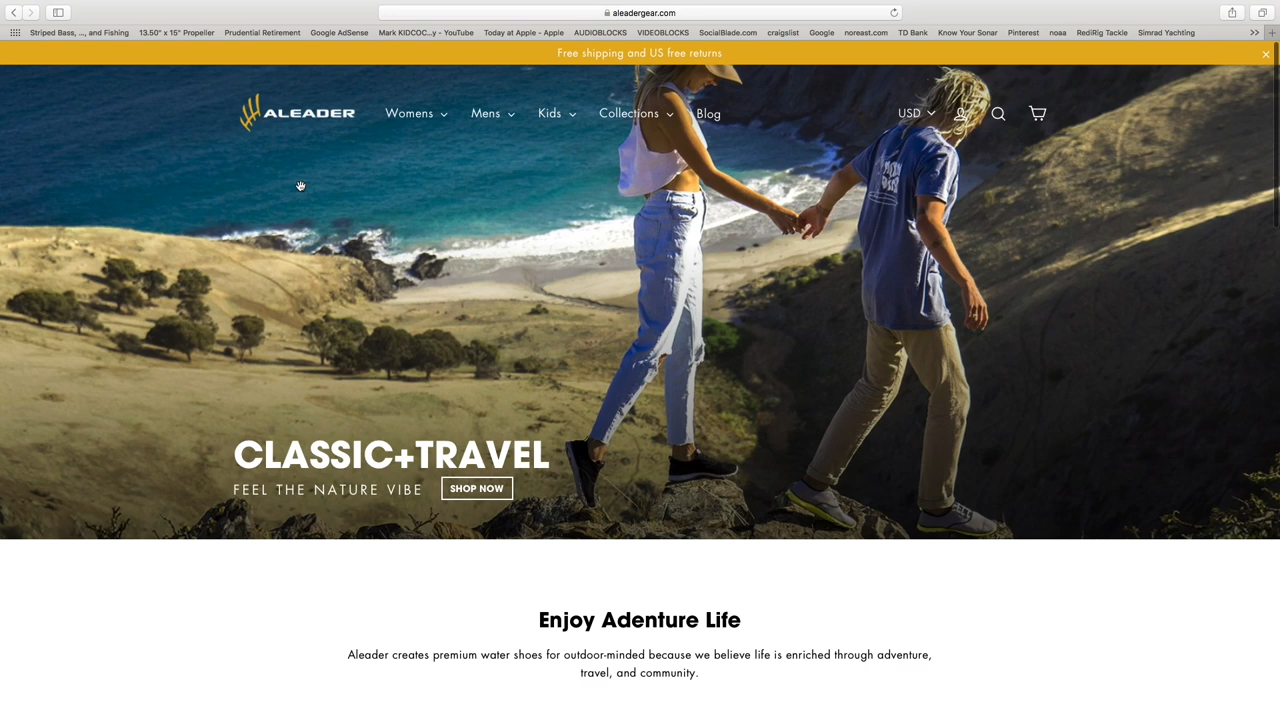 aleadergear.com
Striped Bass, ..., and Fishing 13.50" x 15" Propeller Prudential Retirement Google AdSense Mark KIDCOC...y - YouTube Today at Apple - Apple AUDIOBLOCKS VIDEOBLOCKS SocialBlade.com craigslist Google noreast.com TD Bank Know Your Sonar Pinterest noaa RediRig Tackle Simrad Yachting
Free shipping and US free returns
ALEADER Womens Mens Kids Collections Blog USD
CLASSIC+TRAVEL
FEEL THE NATURE VIBE SHOP NOW
Enjoy Adenture Life
Aleader creates premium water shoes for outdoor-minded because we believe life is enriched through adventure,
travel, and community.